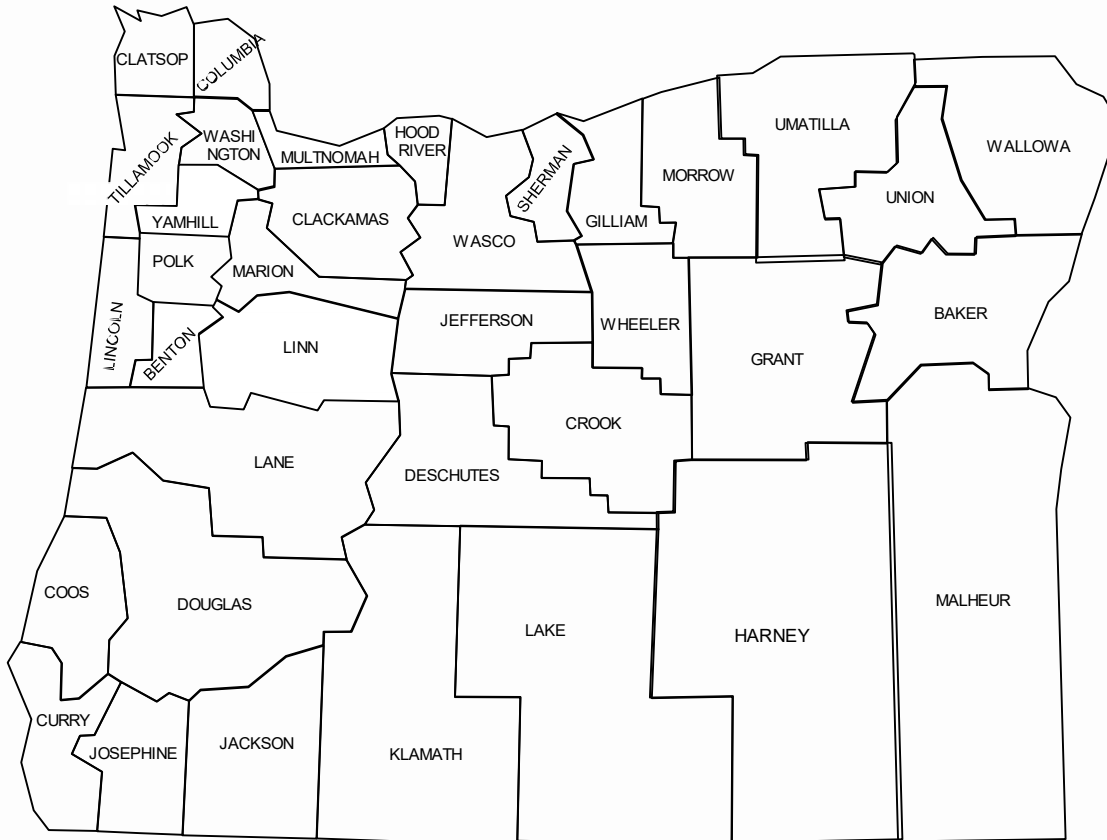 CLATSOP
COLUMBIA
TILLAMOOK
WASHI
NGTON
MULTNOMAH
HOOD
RIVER
YAMHILL
CLACKAMAS
WASCO
SHERMAN
GILLIAM
MORROW
UMATILLA
UNION
WALLOWA
POLK
MARION
LINCOLN
BENTON
LINN
JEFFERSON
WHEELER
GRANT
BAKER
LANE
DESCHUTES
CROOK
COOS
DOUGLAS
LAKE
HARNEY
MALHEUR
CURRY
JOSEPHINE
JACKSON
KLAMATH